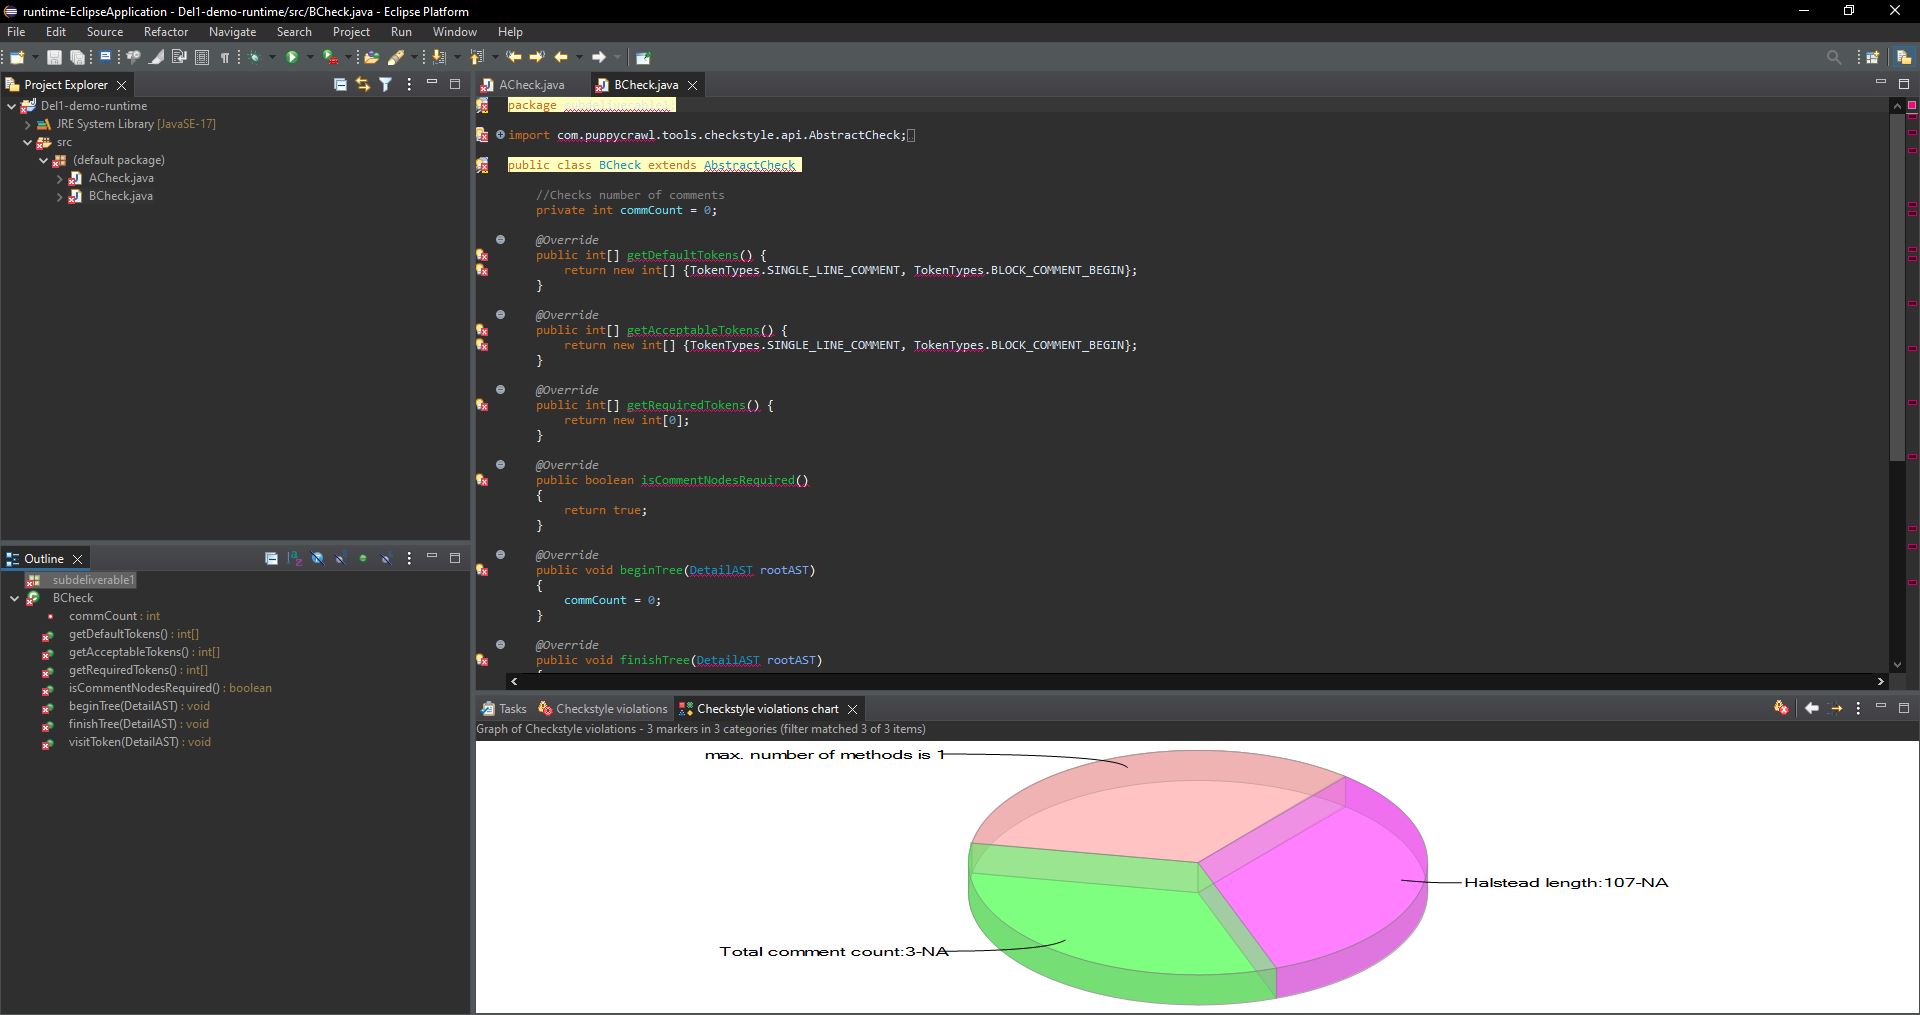 runtime-EclipseApplication - Del1-demo-runtime/src/BCheck.java - Eclipse Platform
File Edit Source Refactor Navigate Search Project Run Window Help
Project Explorer
Del1-demo-runtime
JRE System Library [JavaSE-17]
src
(default package)
ACheck.java
BCheck.java
Outline
subdeliverable1
BCheck
commCount : int
getDefaultTokens() : int[]
getAcceptableTokens() : int[]
getRequiredTokens() : int[]
isCommentNodesRequired() : boolean
beginTree(DetailAST) : void
finishTree(DetailAST) : void
visitToken(DetailAST) : void
ACheck.java BCheck.java
package subdeliverable1
import com.puppycrawl.tools.checkstyle.api.AbstractCheck;
public class BCheck extends AbstractCheck
//Checks number of comments
private int commCount = 0;
@Override
public int[] getDefaultTokens() {
return new int[] {TokenTypes.SINGLE_LINE_COMMENT, TokenTypes.BLOCK_COMMENT_BEGIN};
}
@Override
public int[] getAcceptableTokens() {
return new int[] {TokenTypes.SINGLE_LINE_COMMENT, TokenTypes.BLOCK_COMMENT_BEGIN};
}
@Override
public int[] getRequiredTokens() {
return new int[0];
}
@Override
public boolean isCommentNodesRequired()
{
return true;
}
@Override
public void beginTree(DetailAST rootAST)
{
commCount = 0;
}
@Override
public void finishTree(DetailAST rootAST)
Tasks Checkstyle violations Checkstyle violations chart
Graph of Checkstyle violations - 3 markers in 3 categories (filter matched 3 of 3 items)
max. number of methods is 1
Halstead length:107-NA
Total comment count:3-NA